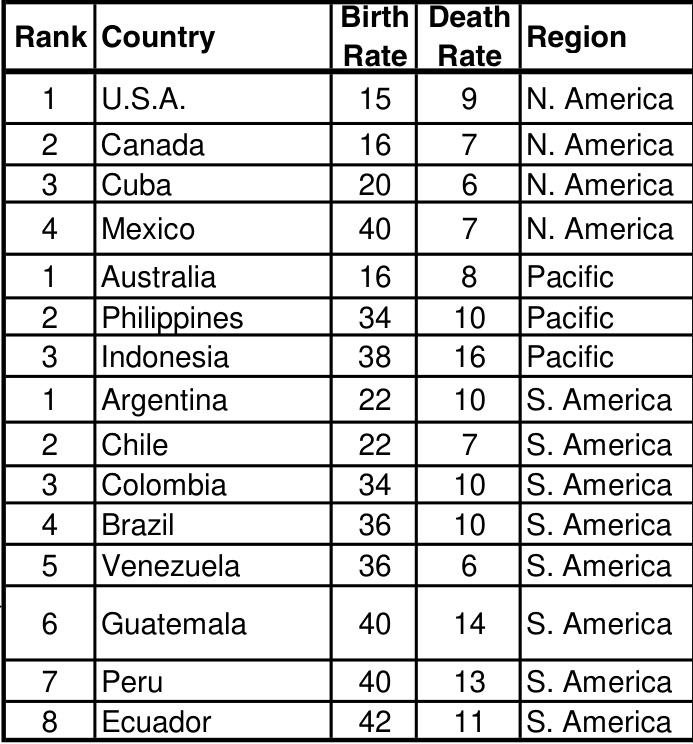 Rank Country Birth Rate Death Rate Region
1 U.S.A. 15 9 N. America
2 Canada 16 7 N. America
3 Cuba 20 6 N. America
4 Mexico 40 7 N. America
1 Australia 16 8 Pacific
2 Philippines 34 10 Pacific
3 Indonesia 38 16 Pacific
1 Argentina 22 10 S. America
2 Chile 22 7 S. America
3 Colombia 34 10 S. America
4 Brazil 36 10 S. America
5 Venezuela 36 6 S. America
6 Guatemala 40 14 S. America
7 Peru 40 13 S. America
8 Ecuador 42 11 S. America